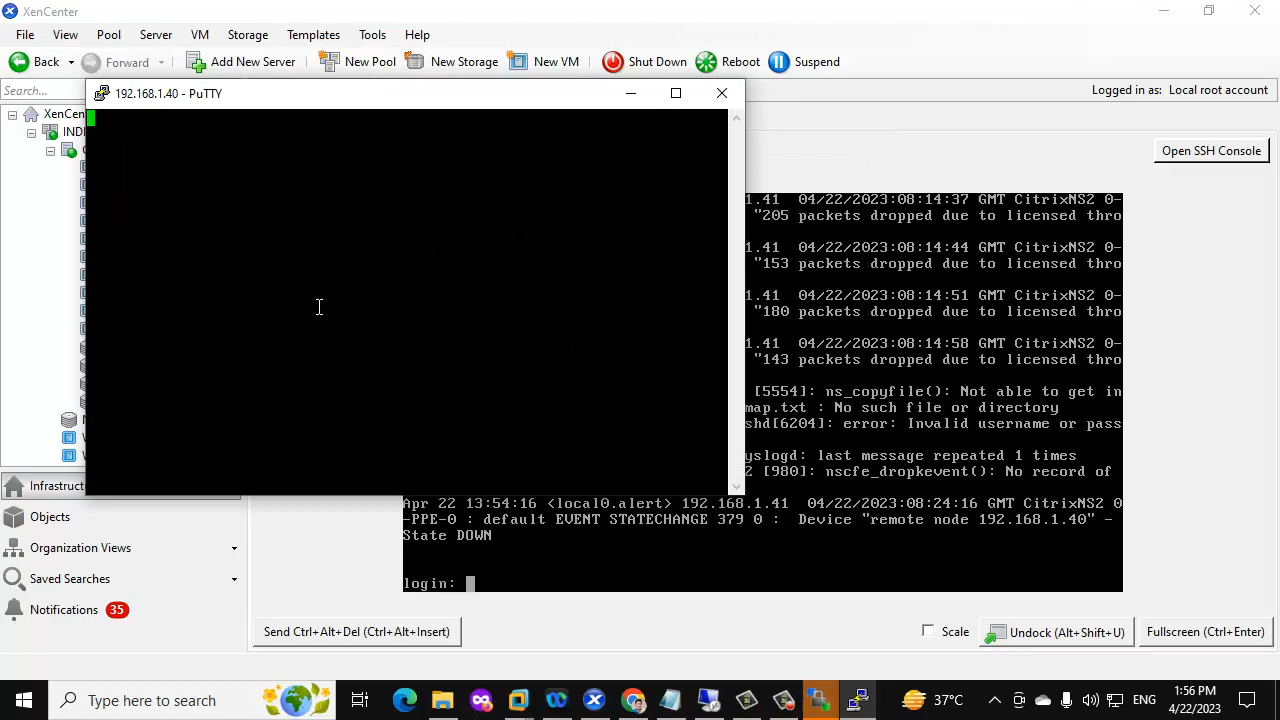 XenCenter
File View Pool Server VM Storage Templates Tools Help
Back Forward Add New Server New Pool New Storage New VM Shut Down Reboot Suspend
Search...
Logged in as: Local root account
192.168.1.40 - PuTTY
XenCen
IND
Open SSH Console
1.41 04/22/2023:08:14:37 GMT CitrixNS2 0-
"205 packets dropped due to licensed thro
1.41 04/22/2023:08:14:44 GMT CitrixNS2 0-
"153 packets dropped due to licensed thro
1.41 04/22/2023:08:14:51 GMT CitrixNS2 0-
"180 packets dropped due to licensed thro
1.41 04/22/2023:08:14:58 GMT CitrixNS2 0-
"143 packets dropped due to licensed thro
[5554]: ns_copyfile(): Not able to get in
map.txt : No such file or directory
shd[6204]: error: Invalid username or pass
yslogd: last message repeated 1 times
2 [980]: nscfe_dropkevent(): No record of
Apr 22 13:54:16 <local0.alert> 192.168.1.41 04/22/2023:08:24:16 GMT CitrixNS2 0
-PPE-0 : default EVENT STATECHANGE 379 0 : Device "remote node 192.168.1.40" -
State DOWN
login:
Infrastruct
Objects
Organization Views
Saved Searches
Notifications 35
Send Ctrl+Alt+Del (Ctrl+Alt+Insert)
Scale
Undock (Alt+Shift+U)
Fullscreen (Ctrl+Enter)
Type here to search
37°C
ENG
1:56 PM
4/22/2023